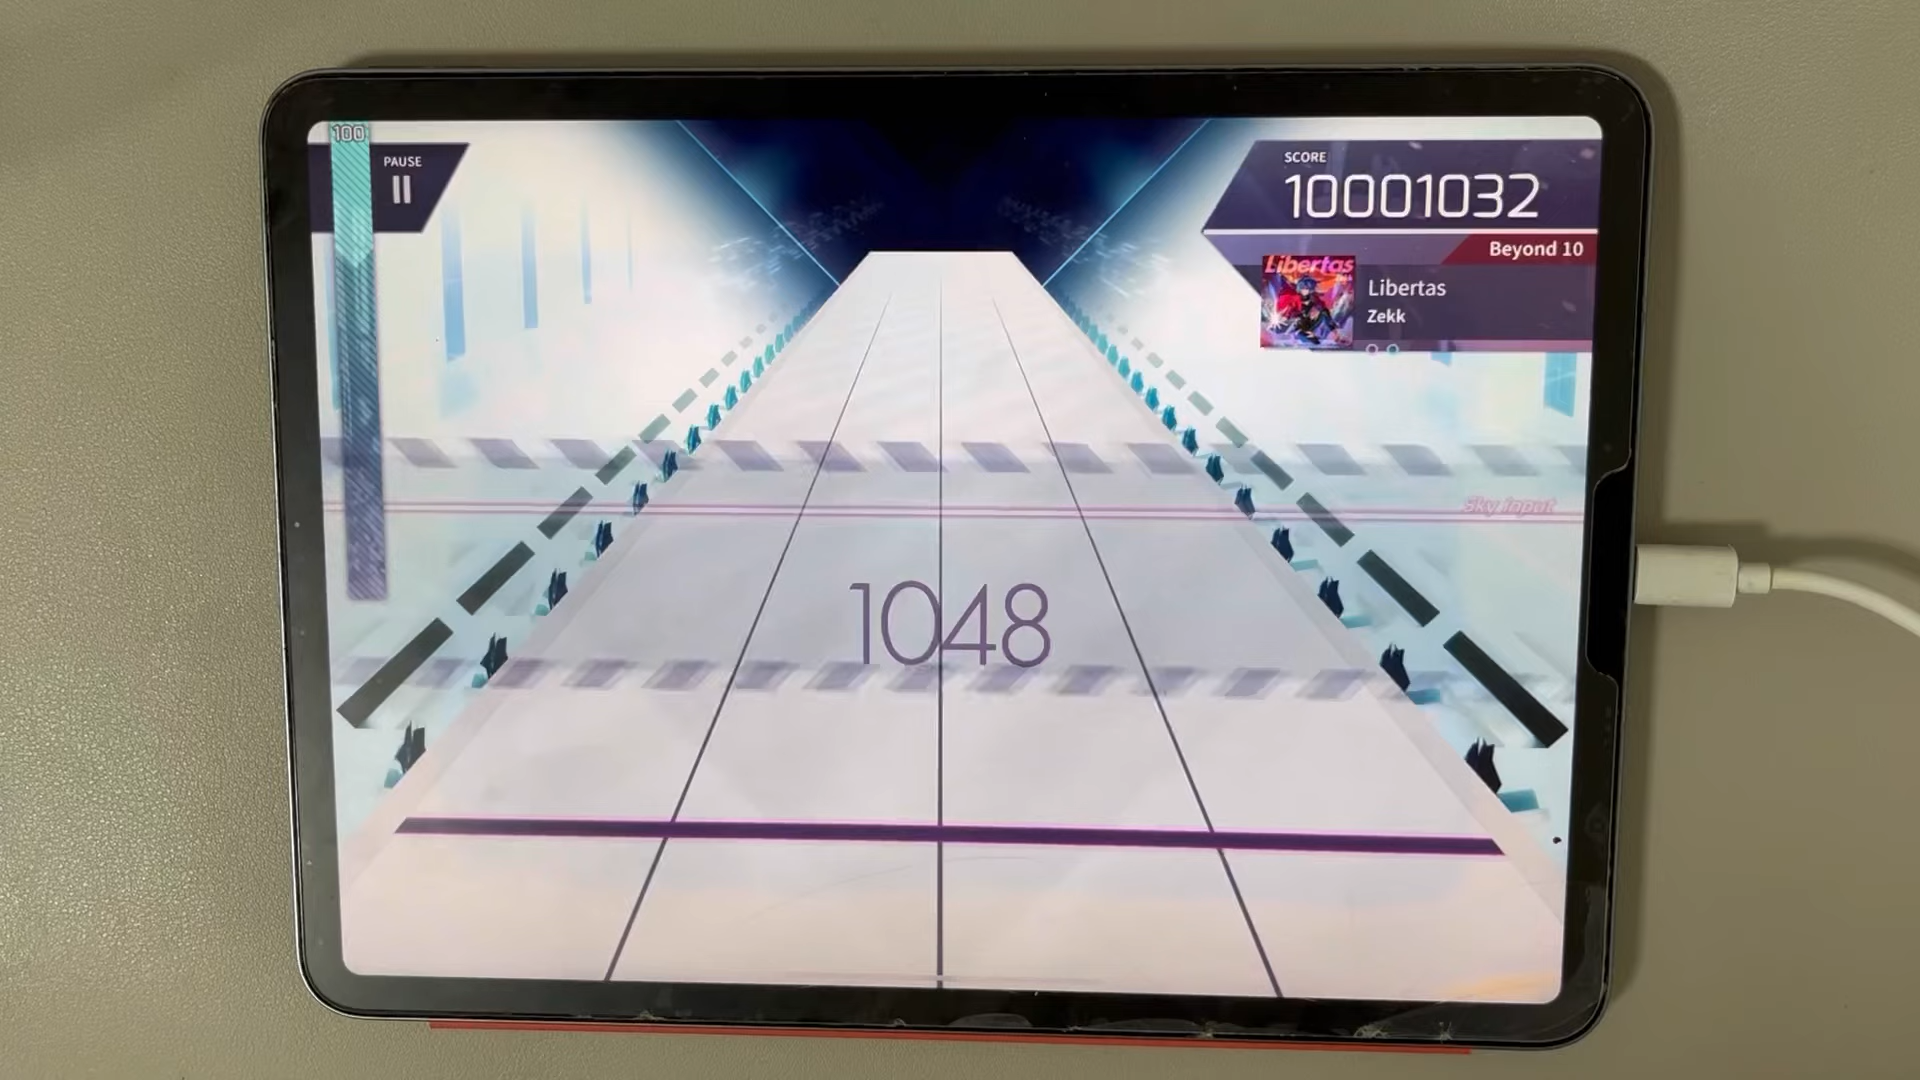 100
PAUSE
SCORE
10001032
Beyond 10
Libertas
Libertas
Zekk
Sky input
1048